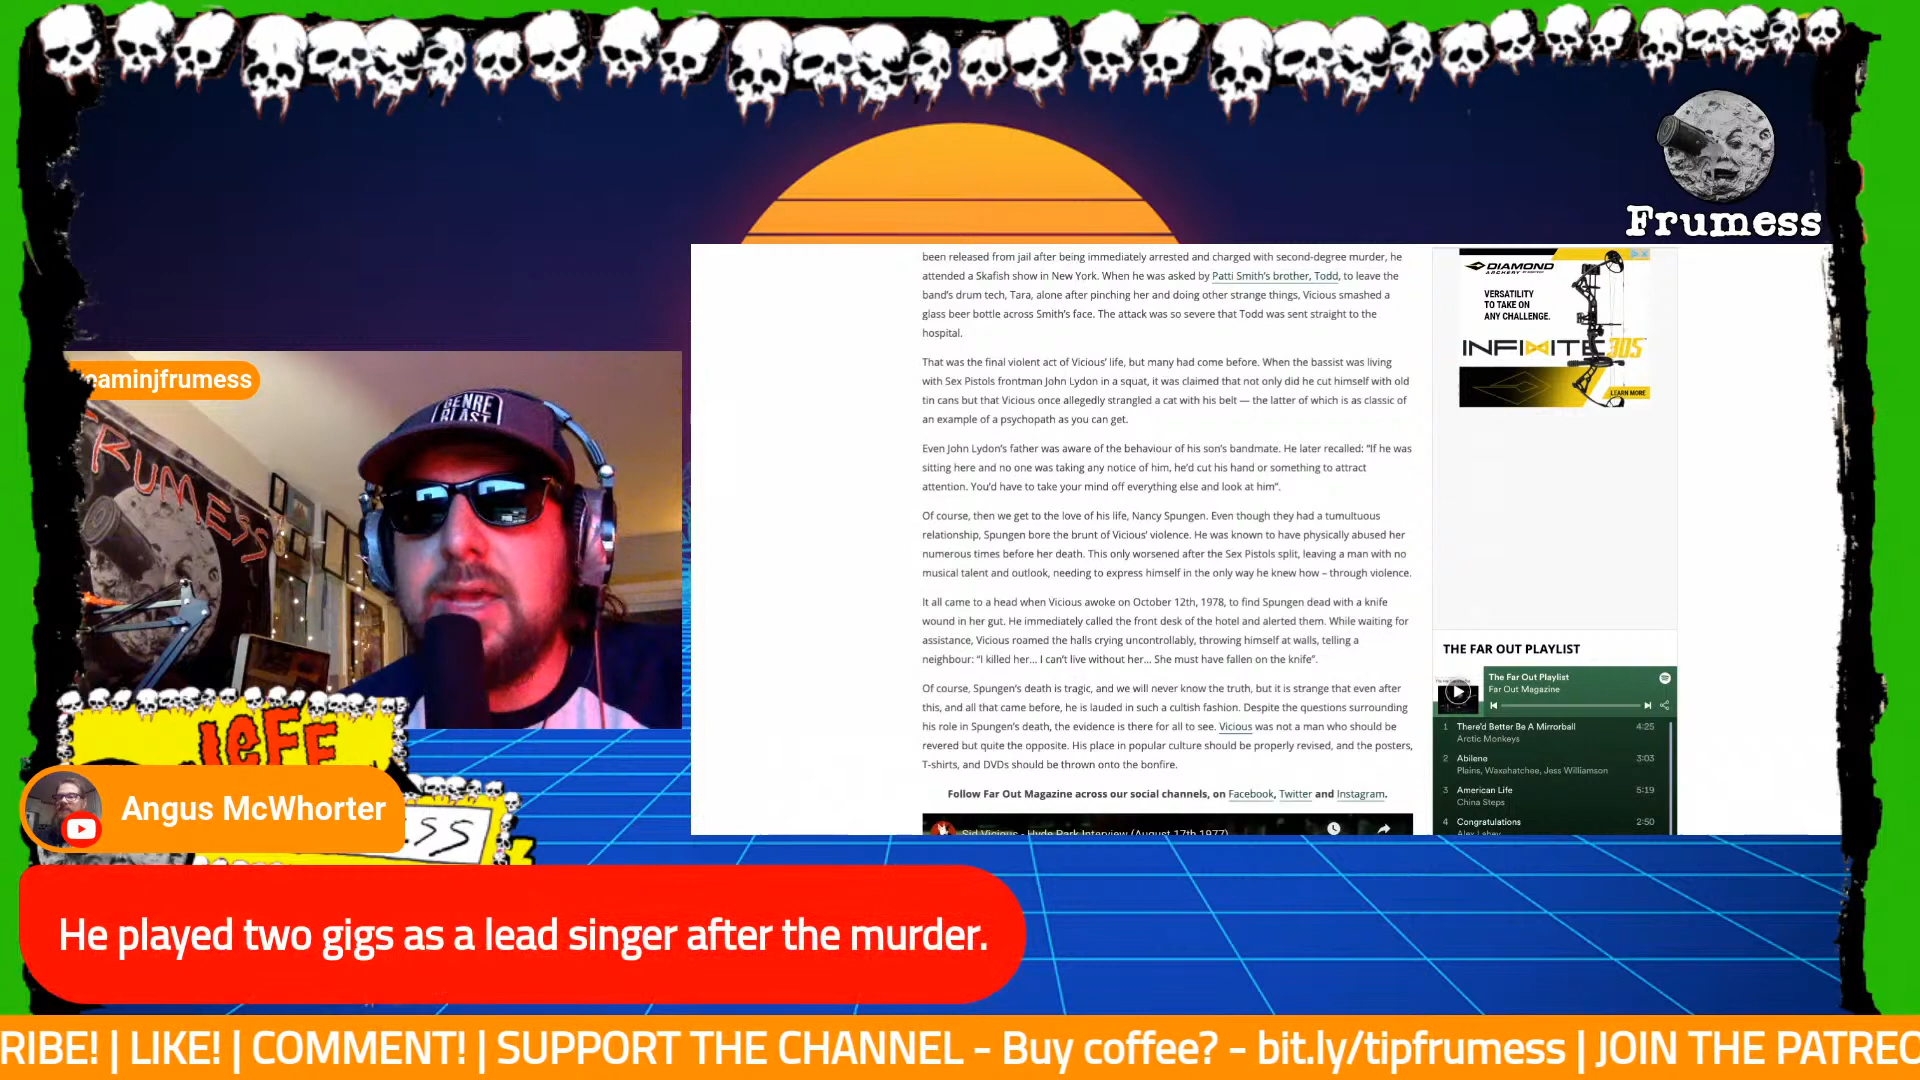 Frumess
been released from jail after being immediately arrested and charged with second-degree murder, he
attended a Skafish show in New York. When he was asked by Patti Smith's brother, Todd, to leave the
band's drum tech, Tara, alone after pinching her and doing other strange things, Vicious smashed a
glass beer bottle across Smith's face. The attack was so severe that Todd was sent straight to the
hospital.
That was the final violent act of Vicious' life, but many had come before. When the bassist was living
with Sex Pistols frontman John Lydon in a squat, it was claimed that not only did he cut himself with old
tin cans but that Vicious once allegedly strangled a cat with his belt — the latter of which is as classic of
an example of a psychopath as you can get.
Even John Lydon's father was aware of the behaviour of his son's bandmate. He later recalled: "If he was
sitting here and no one was taking any notice of him, he'd cut his hand or something to attract
attention. You'd have to take your mind off everything else and look at him".
Of course, then we get to the love of his life, Nancy Spungen. Even though they had a tumultuous
relationship, Spungen bore the brunt of Vicious' violence. He was known to have physically abused her
numerous times before her death. This only worsened after the Sex Pistols split, leaving a man with no
musical talent and outlook, needing to express himself in the only way he knew how – through violence.
It all came to a head when Vicious awoke on October 12th, 1978, to find Spungen dead with a knife
wound in her gut. He immediately called the front desk of the hotel and alerted them. While waiting for
assistance, Vicious roamed the halls crying uncontrollably, throwing himself at walls, telling a
neighbour: "I killed her... I can't live without her... She must have fallen on the knife".
Of course, Spungen's death is tragic, and we will never know the truth, but it is strange that even after
this, and all that came before, he is lauded in such a cultish fashion. Despite the questions surrounding
his role in Spungen's death, the evidence is there for all to see. Vicious was not a man who should be
revered but quite the opposite. His place in popular culture should be properly revised, and the posters,
T-shirts, and DVDs should be thrown onto the bonfire.
Follow Far Out Magazine across our social channels, on Facebook, Twitter and Instagram.
Sid Vicious - Hyde Park Interview (August 17th 1977)
DIAMOND
ARCHERY
VERSATILITY
TO TAKE ON
ANY CHALLENGE.
INFINITE 305
LEARN MORE
THE FAR OUT PLAYLIST
The Far Out Playlist
Far Out Magazine
1 There'd Better Be A Mirrorball 4:25
Arctic Monkeys
2 Abilene 3:03
Plains, Waxahatchee, Jess Williamson
3 American Life 5:19
China Steps
4 Congratulations 2:50
Alex Lahey
eaminjfrumess
GENRE
BLAST
FRUMESS
JeFF
ESS
Angus McWhorter
He played two gigs as a lead singer after the murder.
RIBE! | LIKE! | COMMENT! | SUPPORT THE CHANNEL - Buy coffee? - bit.ly/tipfrumess | JOIN THE PATREO